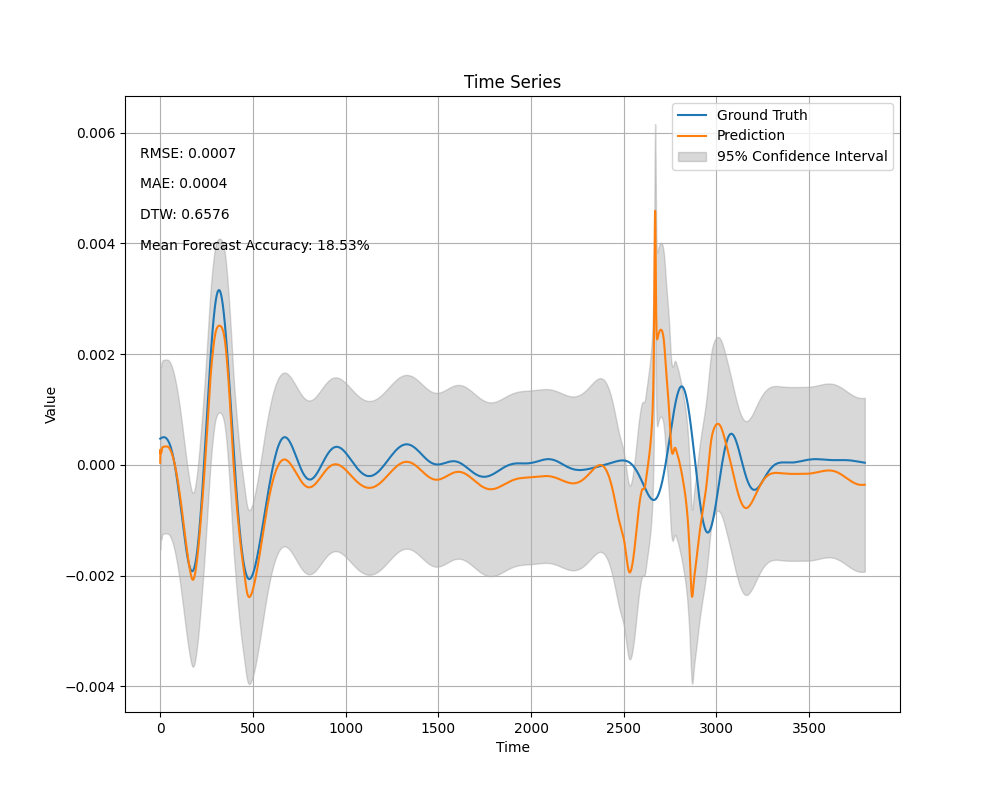 Time Series
Ground Truth
Prediction
95% Confidence Interval
RMSE: 0.0007
MAE: 0.0004
DTW: 0.6576
Mean Forecast Accuracy: 18.53%
Value
0.006
0.004
0.002
0.000
−0.002
−0.004
0 500 1000 1500 2000 2500 3000 3500
Time